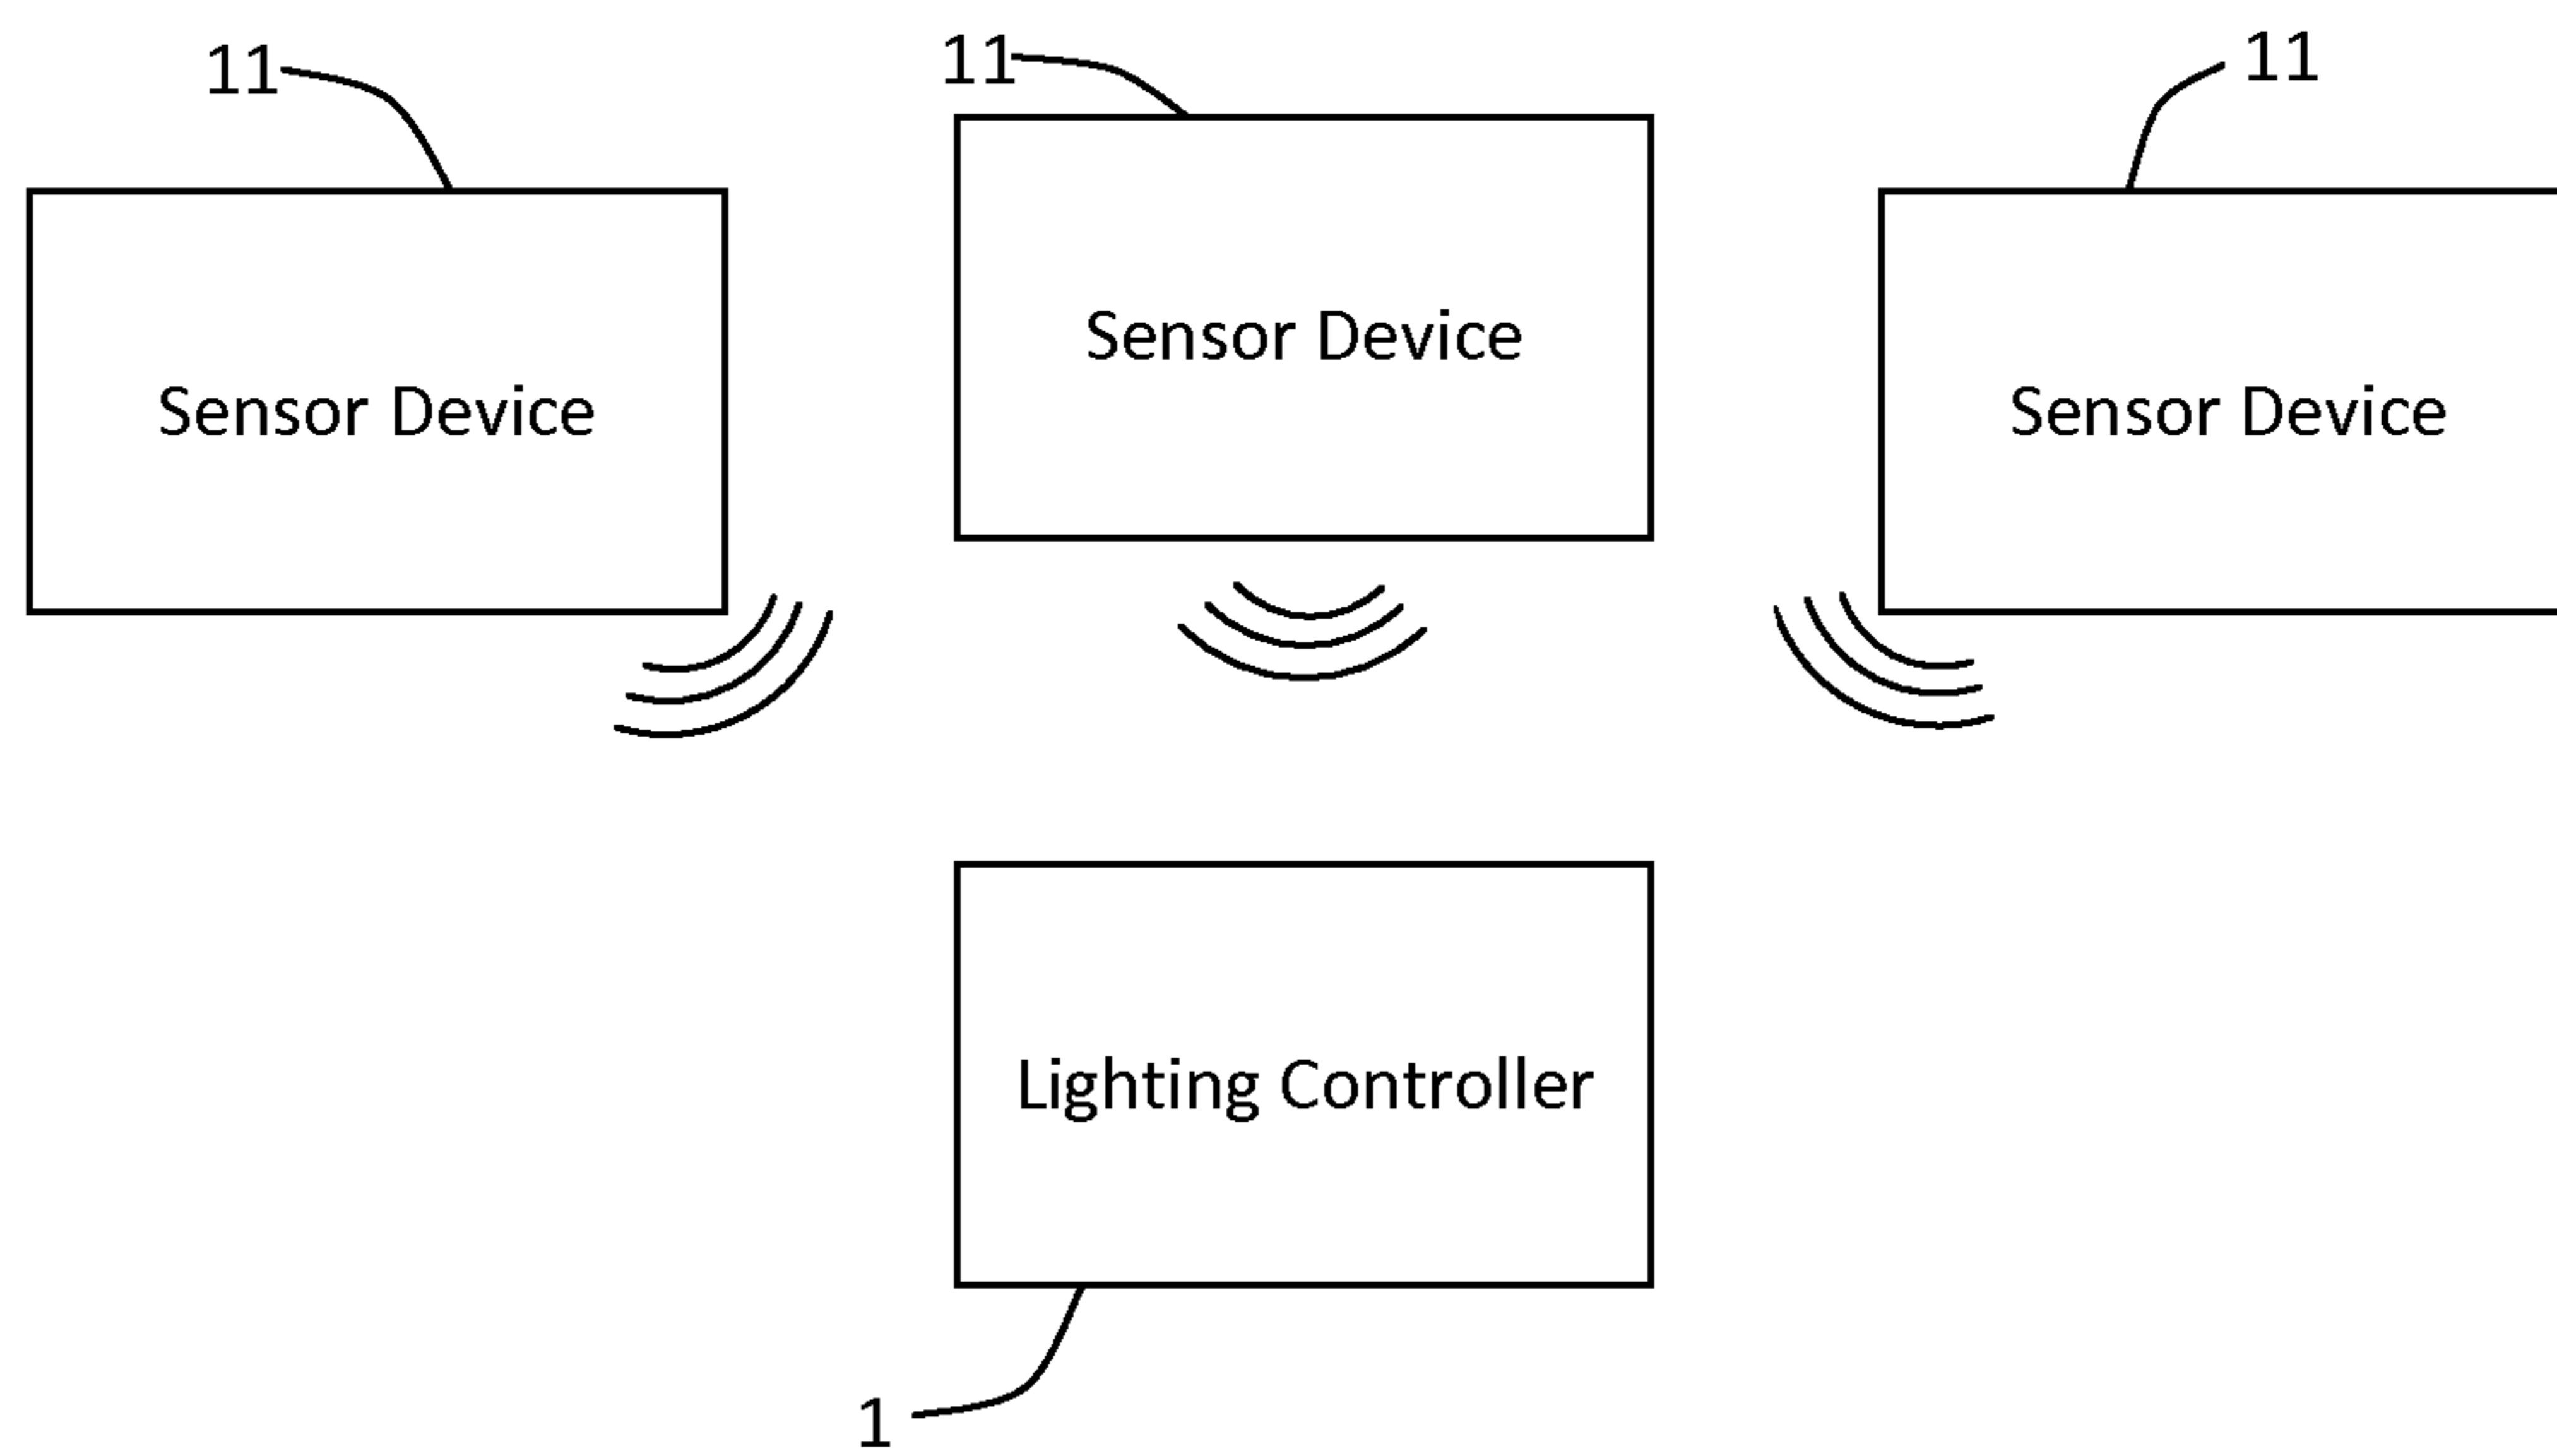 11
11
11
Sensor Device
Sensor Device
Sensor Device
Lighting Controller
1